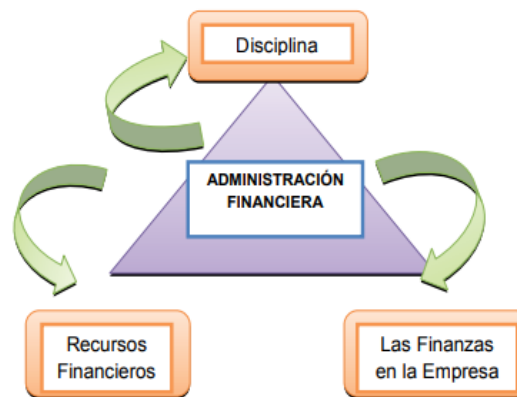 Disciplina
ADMINISTRACIÓN
FINANCIERA
Recursos
Financieros
Las Finanzas
en la Empresa